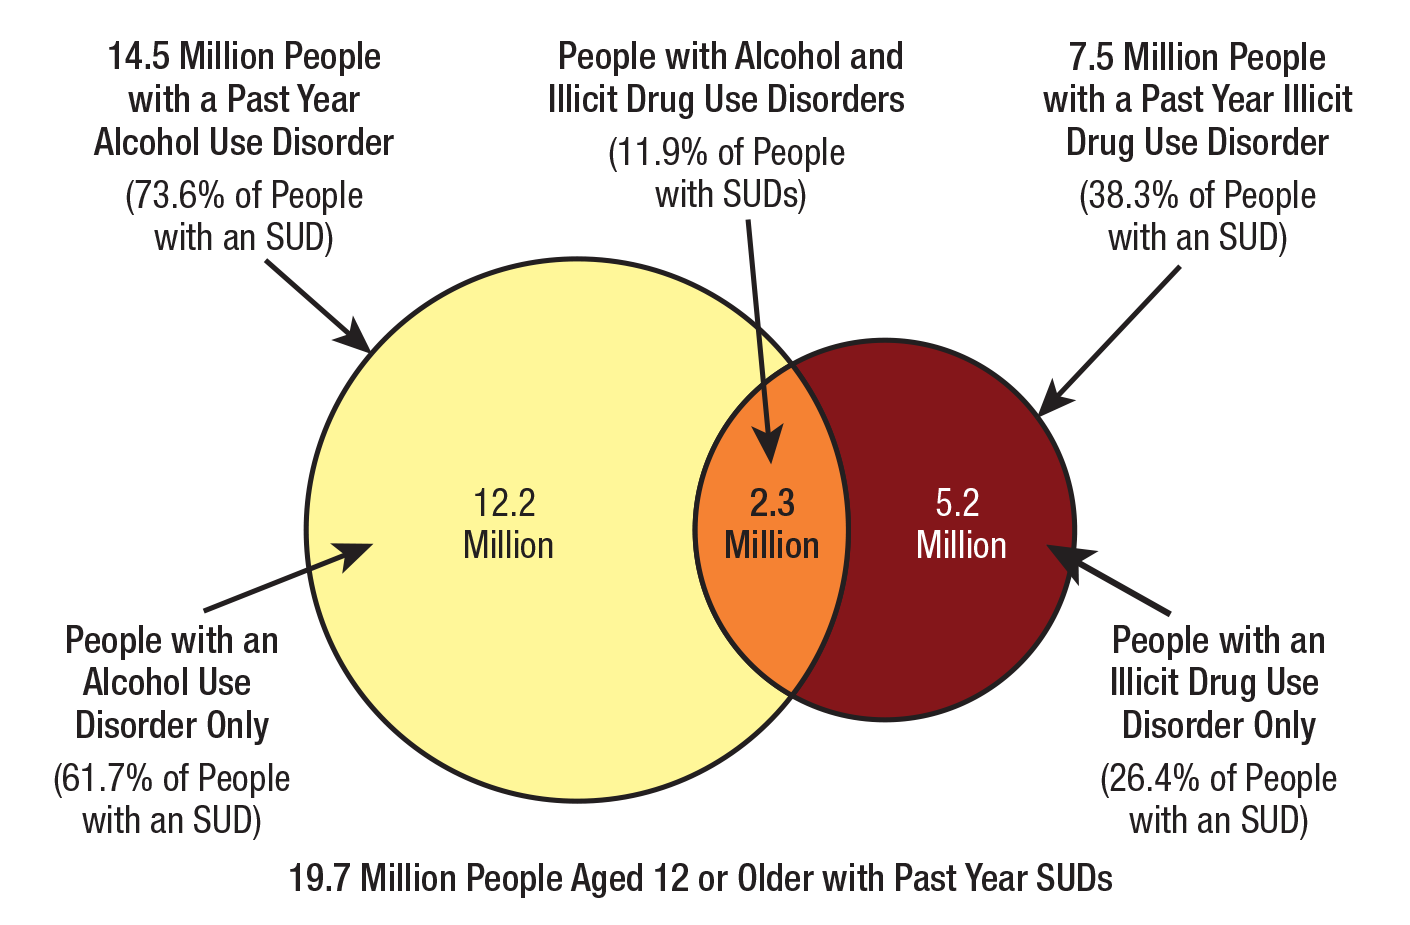 14.5 Million People
with a Past Year
Alcohol Use Disorder
(73.6% of People
with an SUD)
People with Alcohol and
Illicit Drug Use Disorders
(11.9% of People
with SUDs)
7.5 Million People
with a Past Year Illicit
Drug Use Disorder
(38.3% of People
with an SUD)
12.2
Million
2.3
Million
5.2
Million
People with an
Alcohol Use
Disorder Only
(61.7% of People
with an SUD)
People with an
Illicit Drug Use
Disorder Only
(26.4% of People
with an SUD)
19.7 Million People Aged 12 or Older with Past Year SUDs